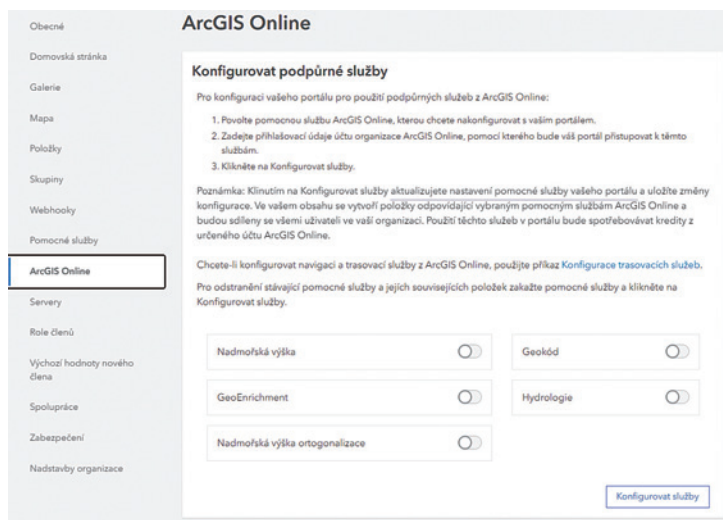 Obecné
Domovská stránka
Galerie
Mapa
Položky
Skupiny
Webhooky
Pomocné služby
ArcGIS Online
Servery
Role členů
Výchozí hodnoty nového
člena
Spolupráce
Zabezpečení
Nadstavby organizace
ArcGIS Online
Konfigurovat podpůrné služby
Pro konfiguraci vašeho portálu pro použití podpůrných služeb z ArcGIS Online:
1. Povolte pomocnou službu ArcGIS Online, kterou chcete nakonfigurovat s vaším portálem.
2. Zadejte přihlašovací údaje účtu organizace ArcGIS Online, pomocí kterého bude váš portál přistupovat k těmto
službám.
3. Klikněte na Konfigurovat služby.
Poznámka: Klinutím na Konfigurovat služby aktualizujete nastavení pomocné služby vašeho portálu a uložíte změny
konfigurace. Ve vašem obsahu se vytvoří položky odpovídající vybraným pomocným službám ArcGIS Online a
budou sdíleny se všemi uživateli ve vaší organizaci. Použití těchto služeb v portálu bude spotřebovávat kredity z
určeného účtu ArcGIS Online.
Chcete-li konfigurovat navigaci a trasovací služby z ArcGIS Online, použijte příkaz Konfigurace trasovacích služeb.
Pro odstranění stávající pomocné služby a jejích souvisejících položek zakažte pomocné služby a klikněte na
Konfigurovat služby.
Nadmořská výška
Geokód
GeoEnrichment
Hydrologie
Nadmořská výška ortogonalizace
Konfigurovat služby